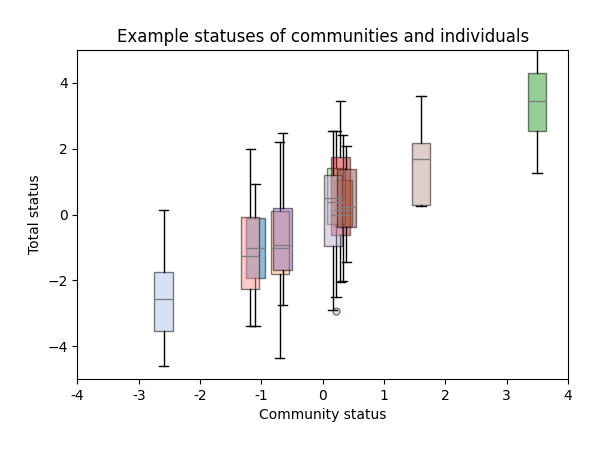 Example statuses of communities and individuals
4
2
0
−2
−4
Total status
-4 -3 -2 -1 0 1 2 3 4
Community status